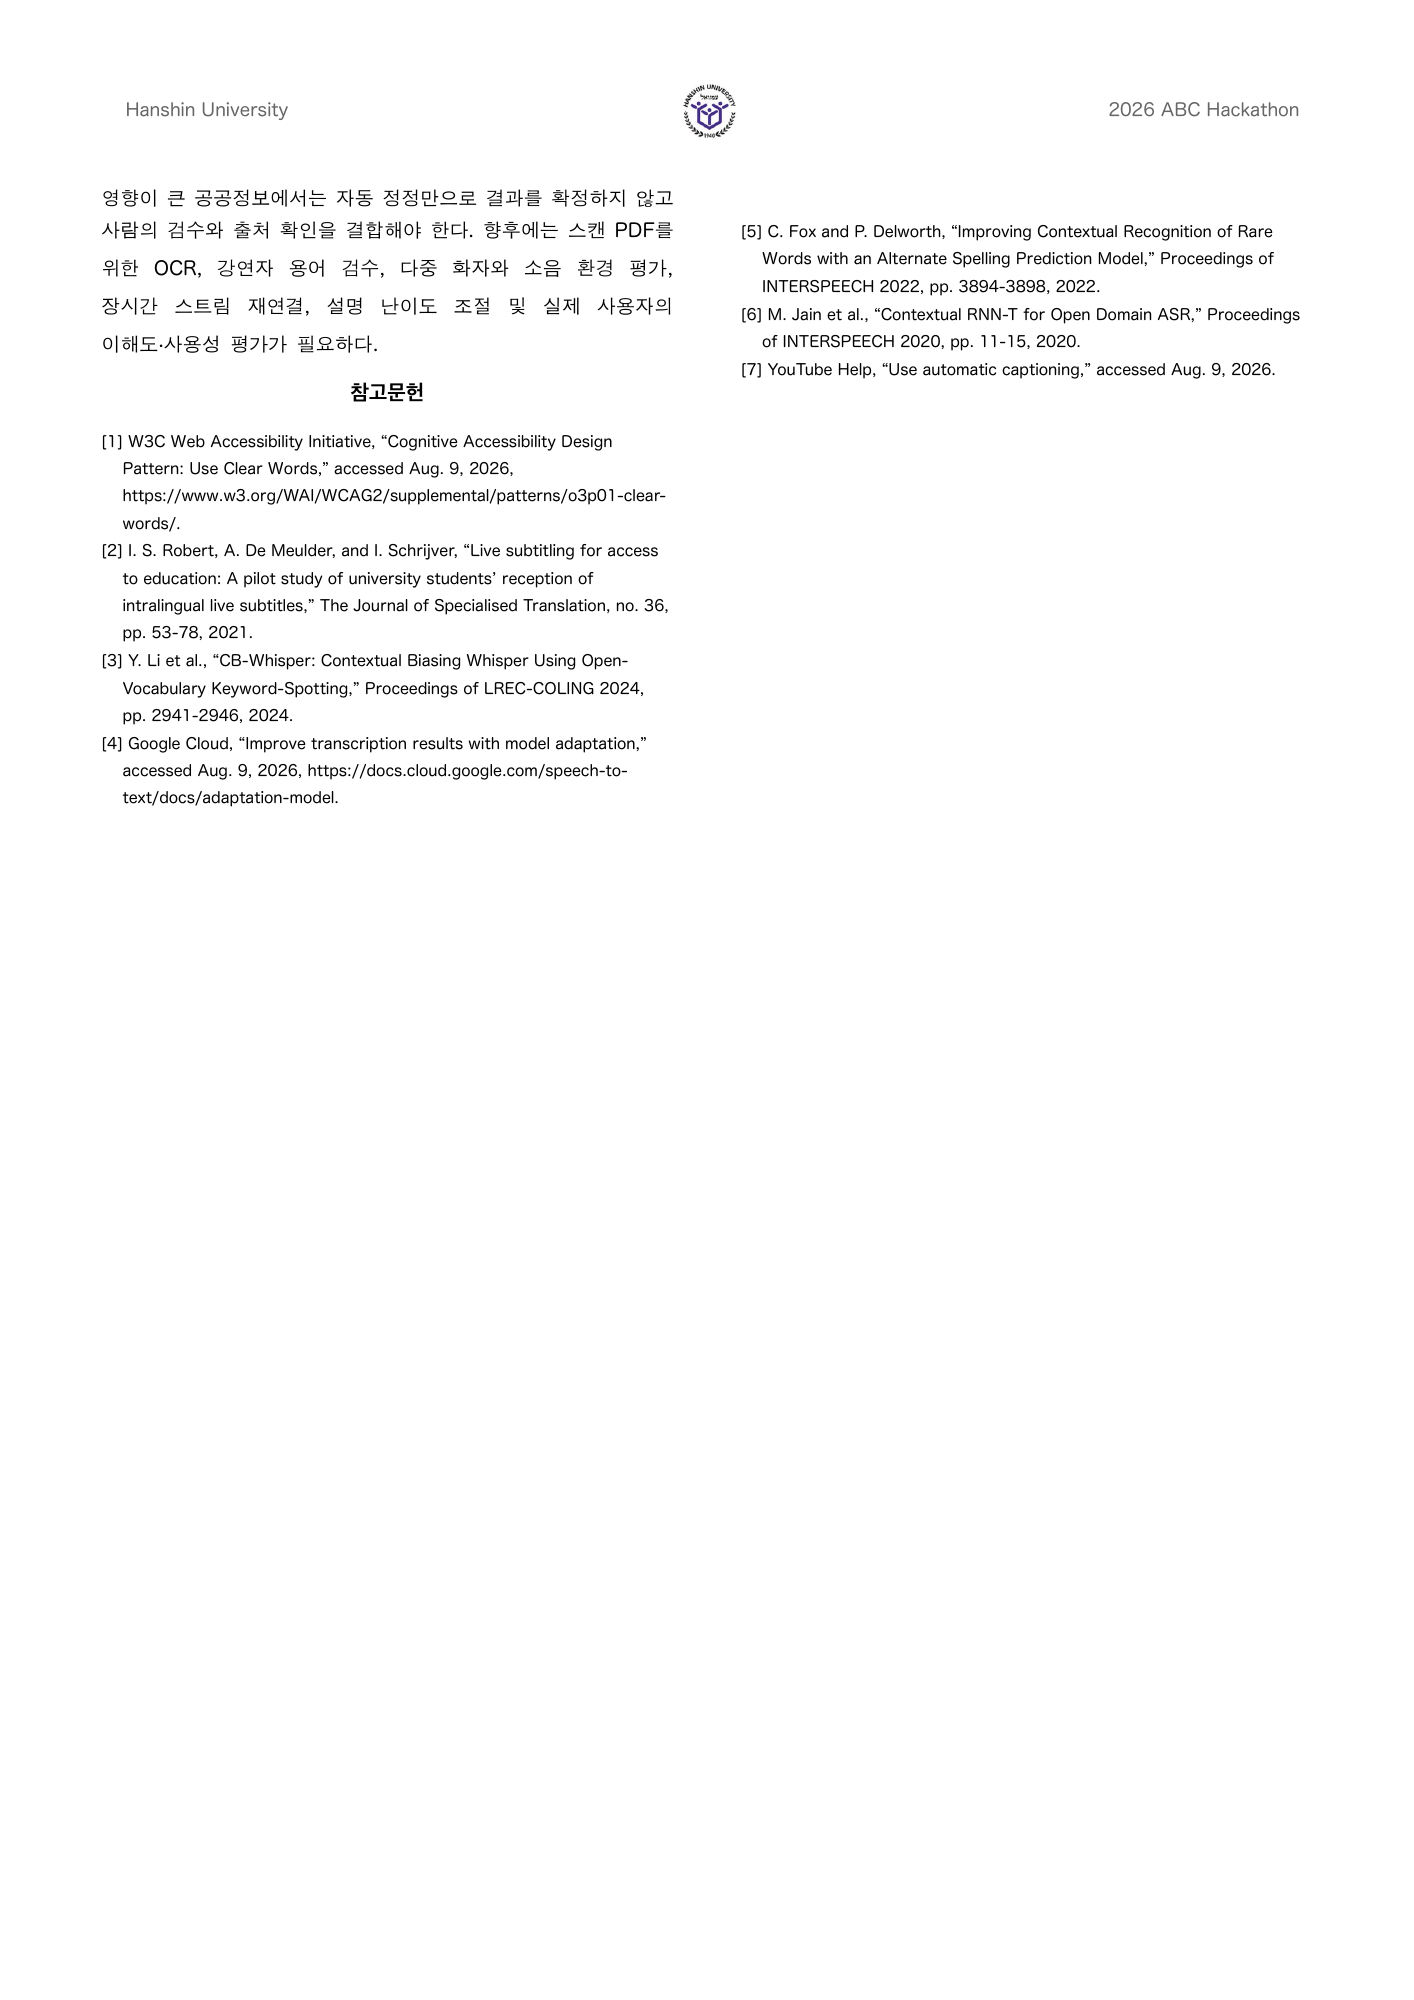 Hanshin University
HANSHIN UNIVERSITY
1940
2026 ABC Hackathon
영향이 큰 공공정보에서는 자동 정정만으로 결과를 확정하지 않고
사람의 검수와 출처 확인을 결합해야 한다. 향후에는 스캔 PDF를
위한 OCR, 강연자 용어 검수, 다중 화자와 소음 환경 평가,
장시간 스트림 재연결, 설명 난이도 조절 및 실제 사용자의
이해도·사용성 평가가 필요하다.
참고문헌
[1] W3C Web Accessibility Initiative, “Cognitive Accessibility Design
Pattern: Use Clear Words,” accessed Aug. 9, 2026,
https://www.w3.org/WAI/WCAG2/supplemental/patterns/o3p01-clear-
words/.
[2] I. S. Robert, A. De Meulder, and I. Schrijver, “Live subtitling for access
to education: A pilot study of university students’ reception of
intralingual live subtitles,” The Journal of Specialised Translation, no. 36,
pp. 53-78, 2021.
[3] Y. Li et al., “CB-Whisper: Contextual Biasing Whisper Using Open-
Vocabulary Keyword-Spotting,” Proceedings of LREC-COLING 2024,
pp. 2941-2946, 2024.
[4] Google Cloud, “Improve transcription results with model adaptation,”
accessed Aug. 9, 2026, https://docs.cloud.google.com/speech-to-
text/docs/adaptation-model.
[5] C. Fox and P. Delworth, “Improving Contextual Recognition of Rare
Words with an Alternate Spelling Prediction Model,” Proceedings of
INTERSPEECH 2022, pp. 3894-3898, 2022.
[6] M. Jain et al., “Contextual RNN-T for Open Domain ASR,” Proceedings
of INTERSPEECH 2020, pp. 11-15, 2020.
[7] YouTube Help, “Use automatic captioning,” accessed Aug. 9, 2026.